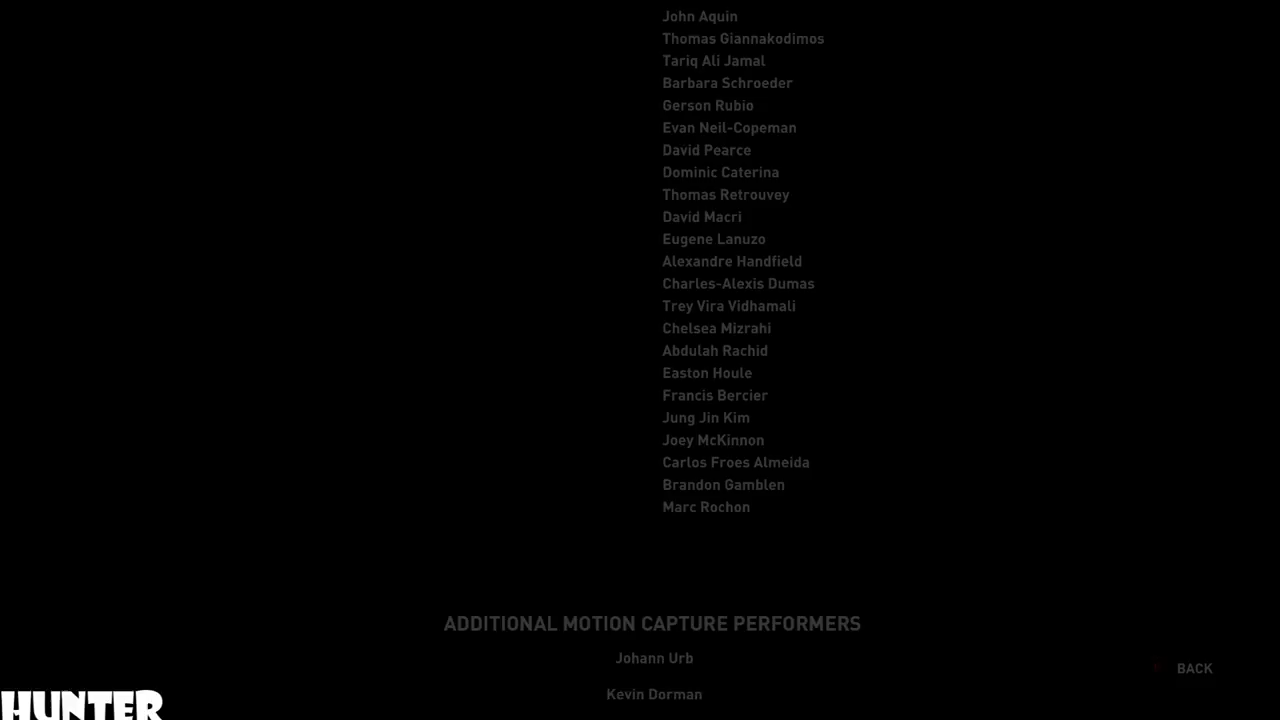 John Aquin
Thomas Giannakodimos
Tariq Ali Jamal
Barbara Schroeder
Gerson Rubio
Evan Neil-Copeman
David Pearce
Dominic Caterina
Thomas Retrouvey
David Macri
Eugene Lanuzo
Alexandre Handfield
Charles-Alexis Dumas
Trey Vira Vidhamali
Chelsea Mizrahi
Abdulah Rachid
Easton Houle
Francis Bercier
Jung Jin Kim
Joey McKinnon
Carlos Froes Almeida
Brandon Gamblen
Marc Rochon
ADDITIONAL MOTION CAPTURE PERFORMERS
Johann Urb
Kevin Dorman
BACK
HUNTER